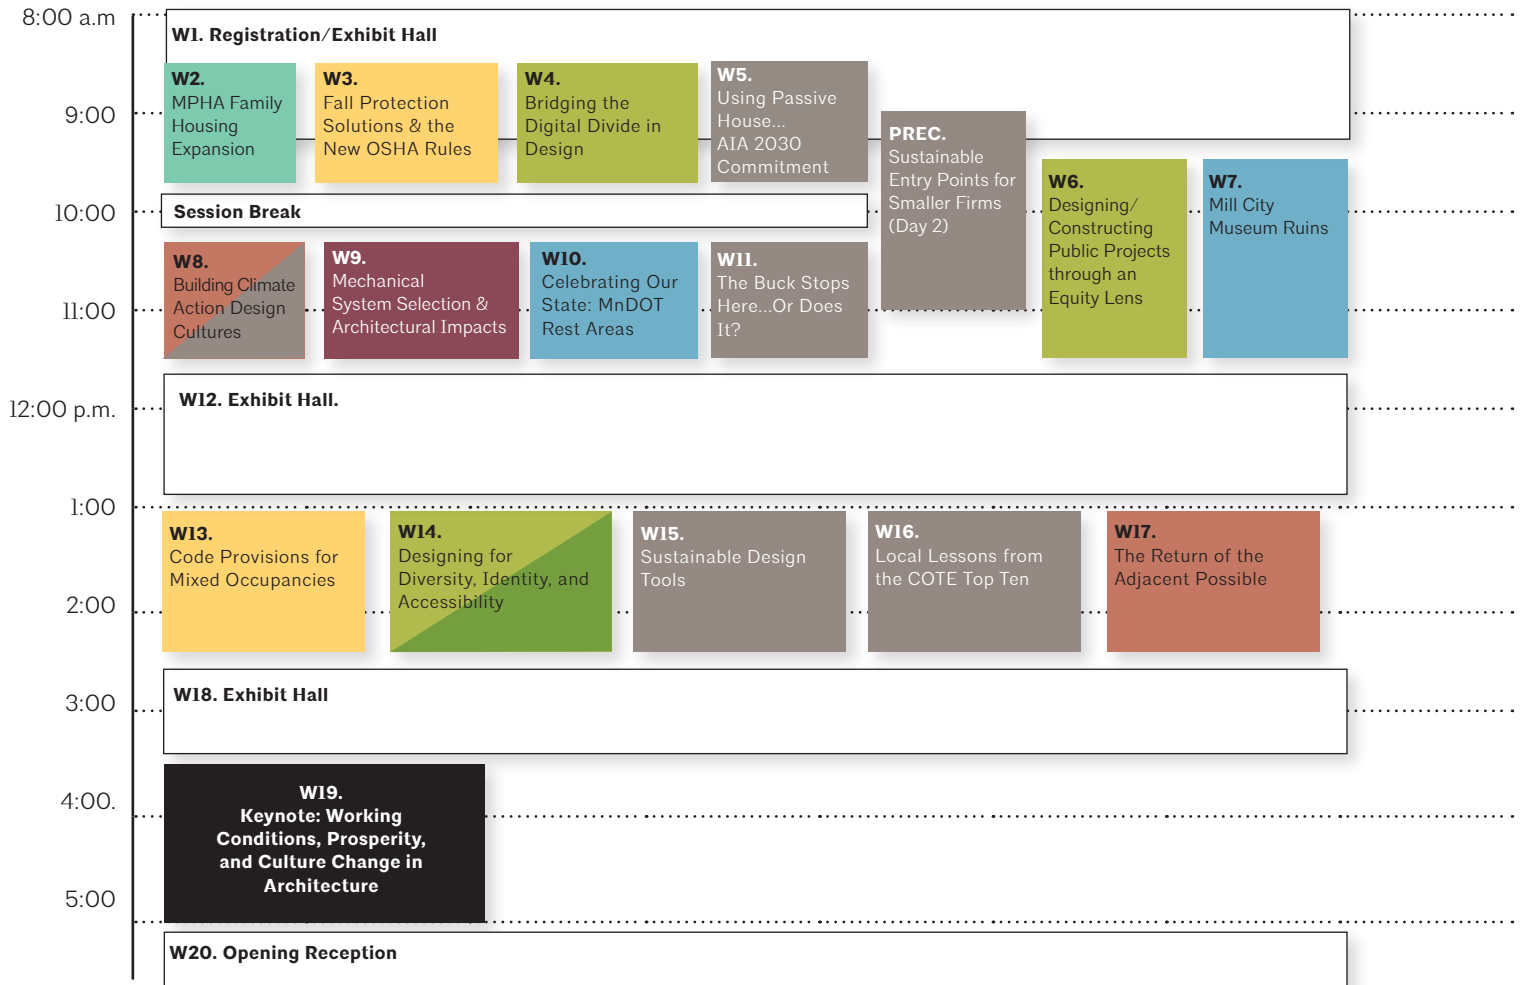 8:00 a.m
W1. Registration/Exhibit Hall
W2.
MPHA Family
Housing
Expansion
W3.
Fall Protection
Solutions & the
New OSHA Rules
W4.
Bridging the
Digital Divide in
Design
W5.
Using Passive
House...
AIA 2030
Commitment
9:00
PREC.
Sustainable
Entry Points for
Smaller Firms
(Day 2)
W6.
Designing/
Constructing
Public Projects
through an
Equity Lens
W7.
Mill City
Museum Ruins
10:00
Session Break
W8.
Building Climate
Action Design
Cultures
W9.
Mechanical
System Selection &
Architectural Impacts
W10.
Celebrating Our
State: MnDOT
Rest Areas
W11.
The Buck Stops
Here...Or Does
It?
11:00
12:00 p.m.
W12. Exhibit Hall.
1:00
W13.
Code Provisions for
Mixed Occupancies
W14.
Designing for
Diversity, Identity, and
Accessibility
W15.
Sustainable Design
Tools
W16.
Local Lessons from
the COTE Top Ten
W17.
The Return of the
Adjacent Possible
2:00
W18. Exhibit Hall
3:00
W19.
Keynote: Working
Conditions, Prosperity,
and Culture Change in
Architecture
4:00.
5:00
W20. Opening Reception